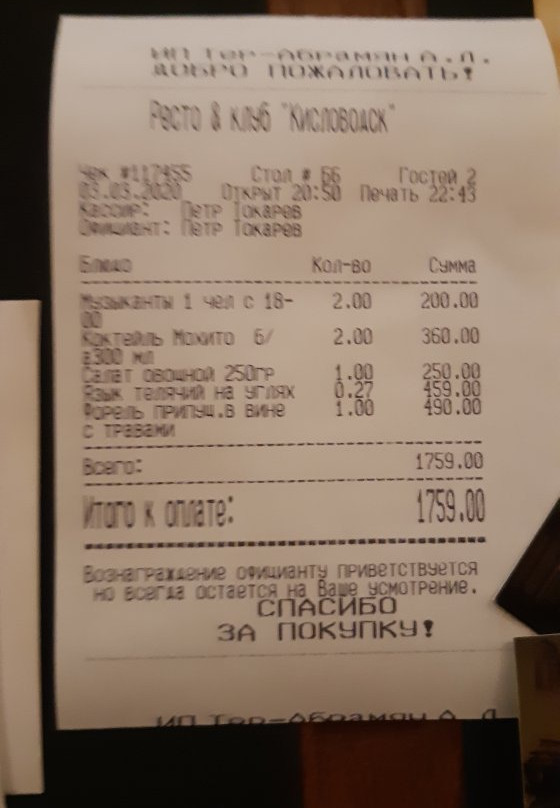 ИП Тер-Абрамян А.Л.
ДОБРО ПОЖАЛОВАТЬ!
Ресто & клуб "Кисловодск"
Чек #117455 Стол # 56 Гостей 2
03.03.2020 Открыт 20:50 Печать 22:43
Кассир: Петр Токарев
Официант: Петр Токарев
Блюдо Кол-во Сумма
Музыканты 1 чел с 18- 2.00 200.00
00
Коктейль Мохито б/ 2.00 360.00
а300 мл
Салат овощной 250гр 1.00 250.00
Язык телячий на углях 0.27 459.00
Форель припущ.в вине 1.00 490.00
с травами
Всего: 1759.00
Итого к оплате: 1759.00
Вознаграждение официанту приветствуется
но всегда остается на Ваше усмотрение.
СПАСИБО
ЗА ПОКУПКУ!
ИП Тер-Абрамян А.Л.